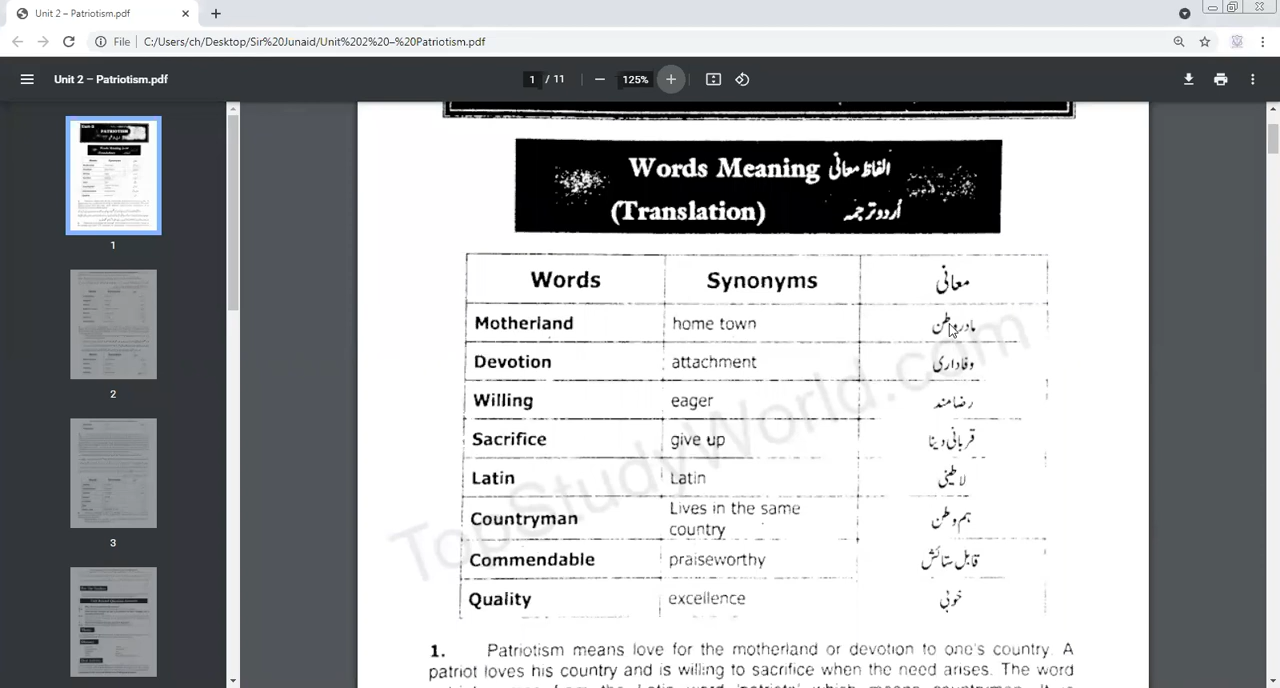 Unit 2 – Patriotism.pdf
File C:/Users/ch/Desktop/Sir%20Junaid/Unit%202%20–%20Patriotism.pdf
Unit 2 – Patriotism.pdf 1 / 11 125%
Words Meaning الفاظ معانی
(Translation) اُردو ترجمہ
Words Synonyms معانی
Motherland home town مادر وطن
Devotion attachment وفاداری
Willing eager رضامند
Sacrifice give up قربانی دینا
Latin Latin لاطینی
Countryman Lives in the same country ہم وطن
Commendable praiseworthy قابل ستائش
Quality excellence خوبی
TopStudyWorld.com
1. Patriotism means love for the motherland or devotion to one's country. A
patriot loves his country and is willing to sacrifice when the need arises. The word
1
2
3